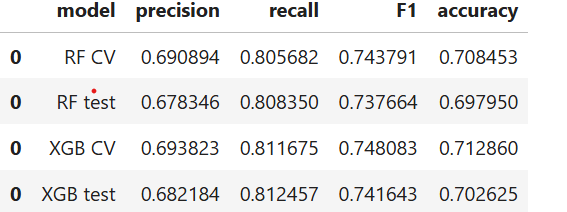 model precision recall F1 accuracy
0 RF CV 0.690894 0.805682 0.743791 0.708453
0 RF test 0.678346 0.808350 0.737664 0.697950
0 XGB CV 0.693823 0.811675 0.748083 0.712860
0 XGB test 0.682184 0.812457 0.741643 0.702625